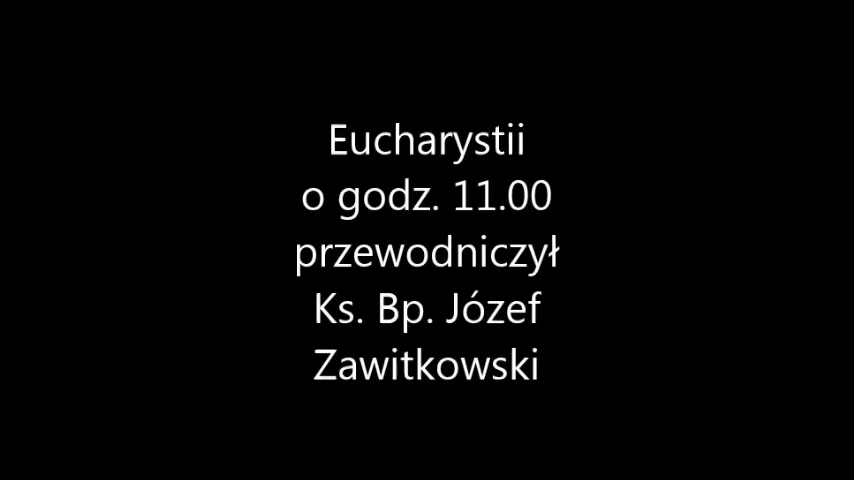 Eucharystii
o godz. 11.00
przewodniczył
Ks. Bp. Józef
Zawitkowski